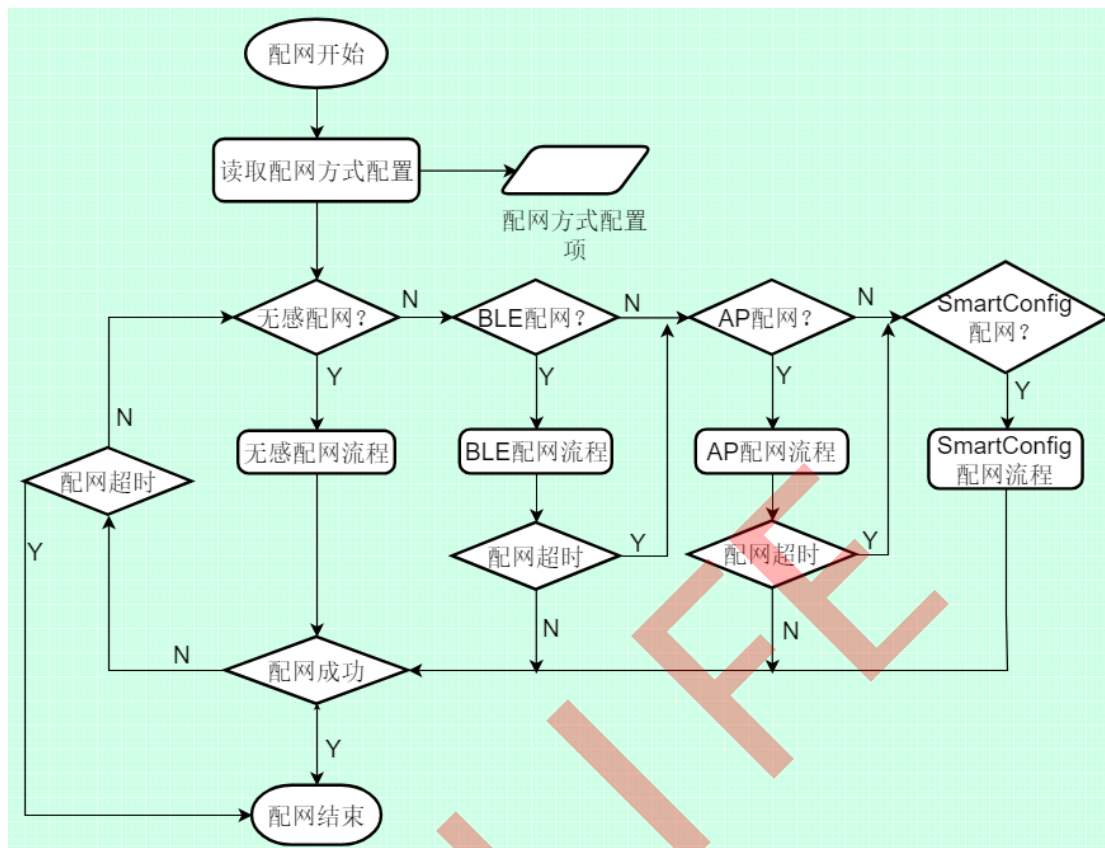 配网开始
读取配网方式配置
配网方式配置
项
无感配网？
N
BLE配网？
N
AP配网？
N
SmartConfig
配网？
Y
Y
Y
Y
N
无感配网流程
BLE配网流程
AP配网流程
SmartConfig
配网流程
配网超时
Y
配网超时
Y
配网超时
Y
N
N
N
配网成功
Y
配网结束
I F E